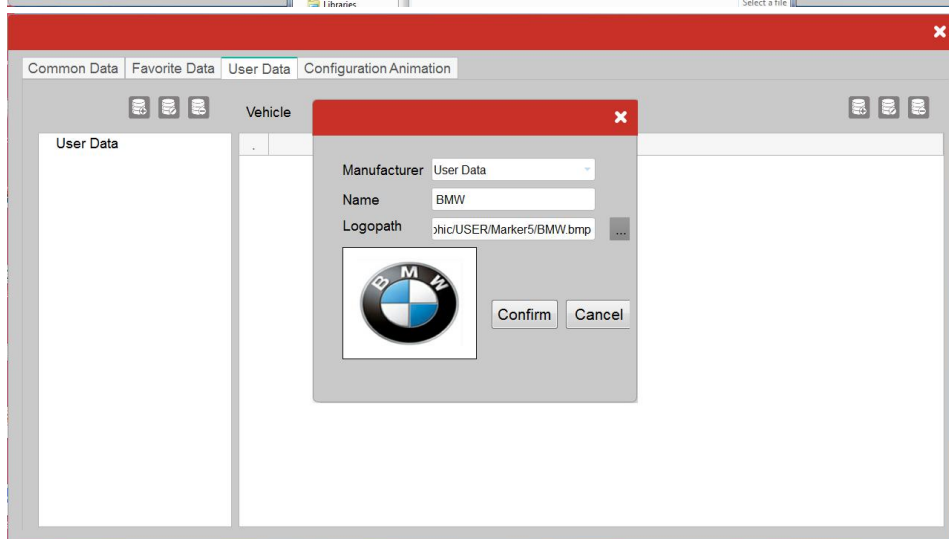 Libraries
Select a file
Common Data Favorite Data User Data Configuration Animation
Vehicle
User Data
.
Manufacturer User Data
Name BMW
Logopath phic/USER/Marker5/BMW.bmp ...
BMW
Confirm Cancel